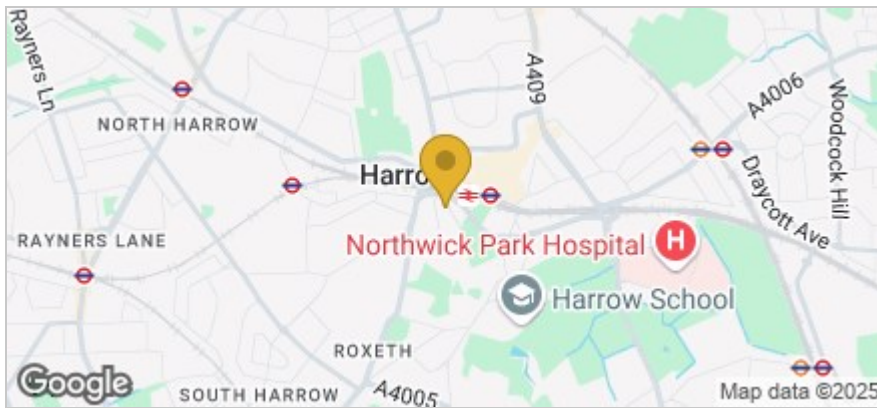 Rayners Ln
NORTH HARROW
A409
A4006
Woodcock Hill
Harro
Draycott Ave
RAYNERS LANE
Northwick Park Hospital
H
Harrow School
ROXETH
Google
SOUTH HARROW
A4005
Map data ©2025